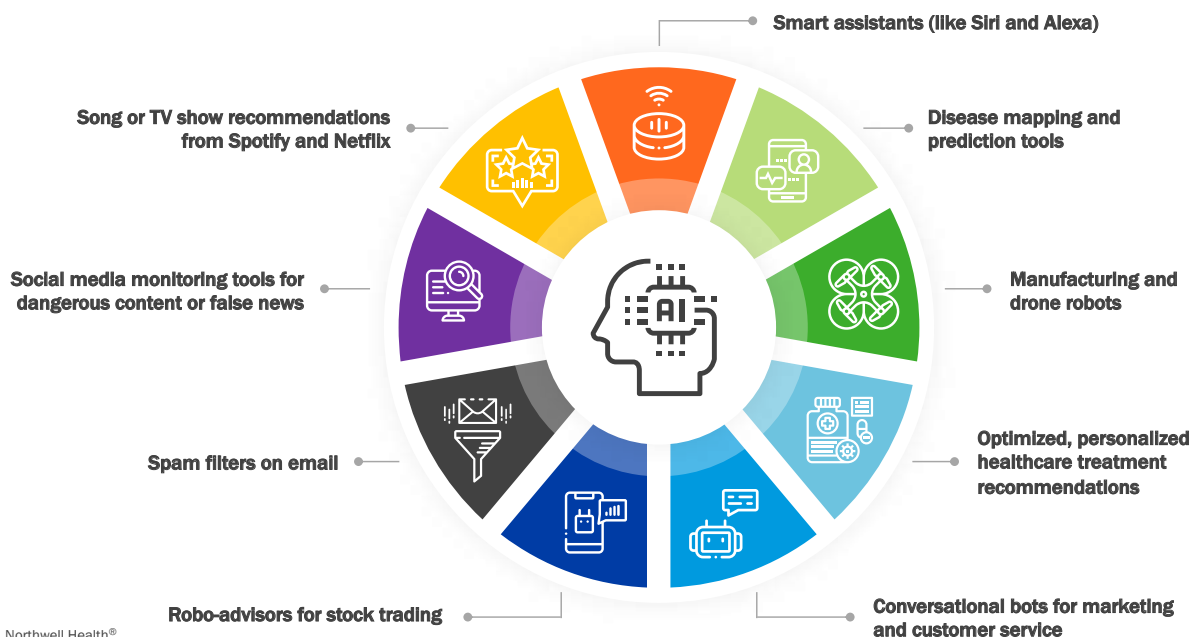 Smart assistants (like Siri and Alexa)
Song or TV show recommendations
from Spotify and Netflix
Disease mapping and
prediction tools
Social media monitoring tools for
dangerous content or false news
AI
Manufacturing and
drone robots
Spam filters on email
Optimized, personalized
healthcare treatment
recommendations
Robo-advisors for stock trading
Conversational bots for marketing
and customer service
Northwell Health®